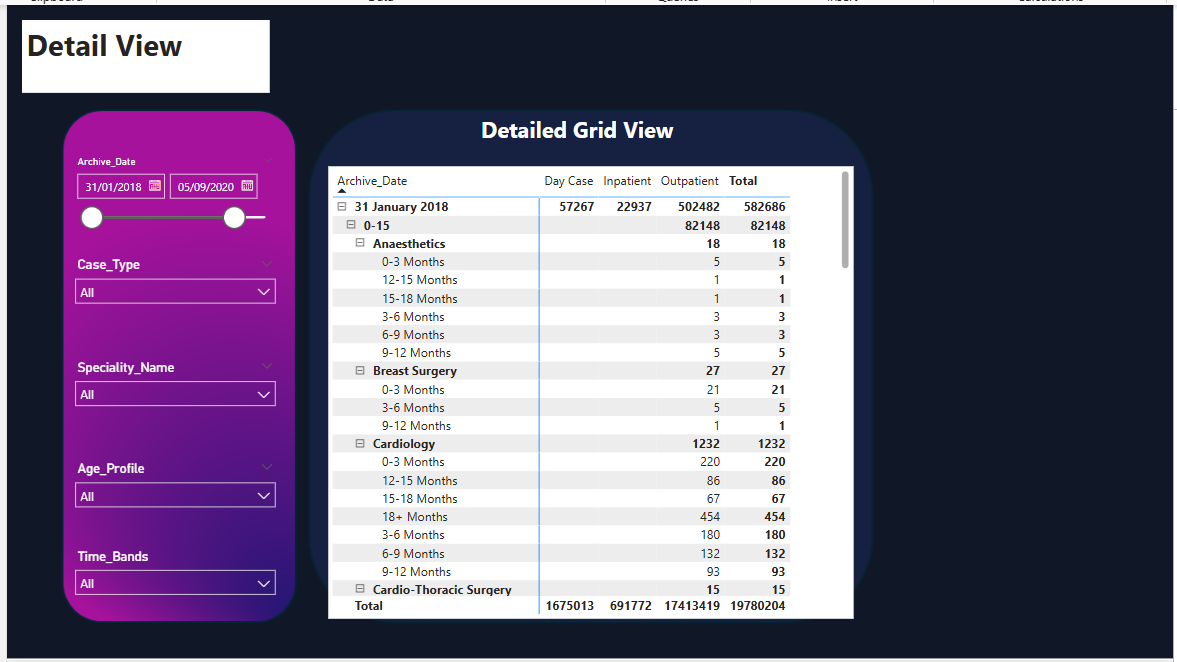 Clipboard Data Queries Insert Calculations
Detail View
Detailed Grid View
Archive_Date
31/01/2018 05/09/2020
Case_Type
All
Speciality_Name
All
Age_Profile
All
Time_Bands
All
Archive_Date Day Case Inpatient Outpatient Total
31 January 2018 57267 22937 502482 582686
0-15 82148 82148
Anaesthetics 18 18
0-3 Months 5 5
12-15 Months 1 1
15-18 Months 1 1
3-6 Months 3 3
6-9 Months 3 3
9-12 Months 5 5
Breast Surgery 27 27
0-3 Months 21 21
3-6 Months 5 5
9-12 Months 1 1
Cardiology 1232 1232
0-3 Months 220 220
12-15 Months 86 86
15-18 Months 67 67
18+ Months 454 454
3-6 Months 180 180
6-9 Months 132 132
9-12 Months 93 93
Cardio-Thoracic Surgery 15 15
Total 1675013 691772 17413419 19780204